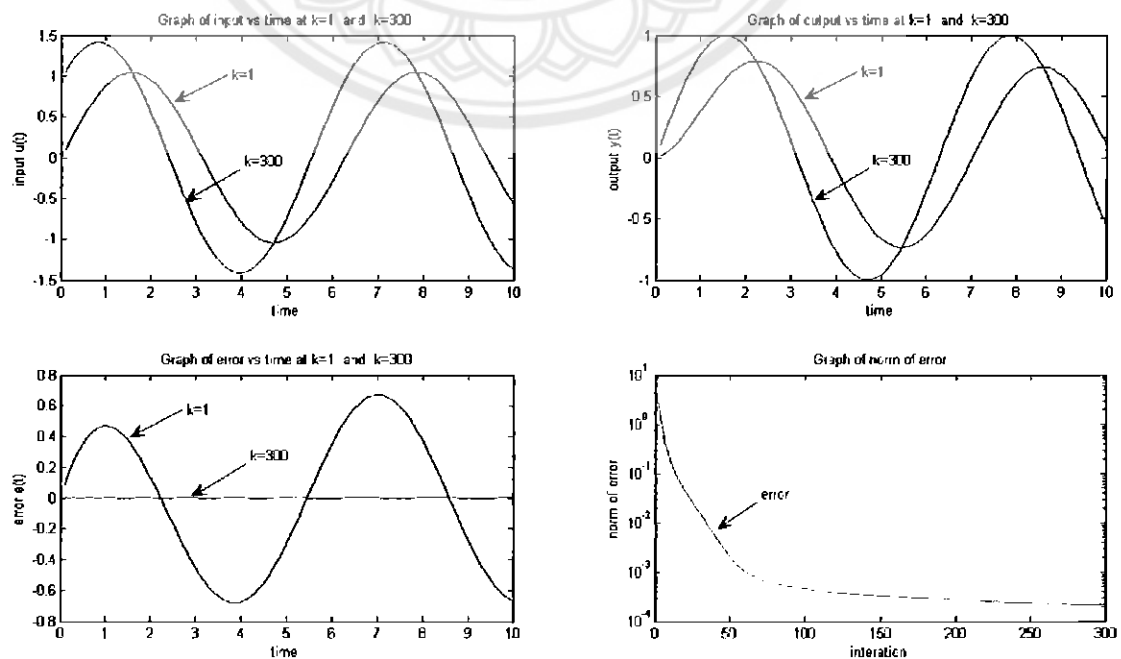 Graph of input vs time at k=1 and k=300
1.5
1
0.5
0
-0.5
-1
-1.5
input u(t)
k=1
k=300
0 1 2 3 4 5 6 7 8 9 10
time
Graph of output vs time at k=1 and k=300
1
0.5
0
-0.5
-1
output y(t)
k=1
k=300
0 1 2 3 4 5 6 7 8 9 10
time
Graph of error vs time at k=1 and k=300
0.8
0.6
0.4
0.2
0
-0.2
-0.4
-0.6
0.8
error e(t)
k=1
k=300
0 1 2 3 4 5 6 7 8 9 10
time
Graph of norm of error
10^1
10^0
10^-1
10^-2
10^-3
10^-4
norm of error
error
0 50 100 150 200 250 300
interation